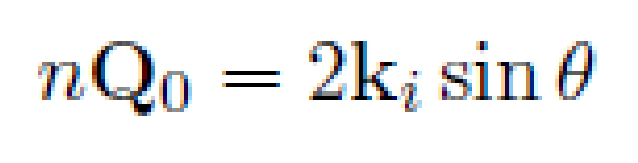 nQ₀ = 2kᵢ sin θ